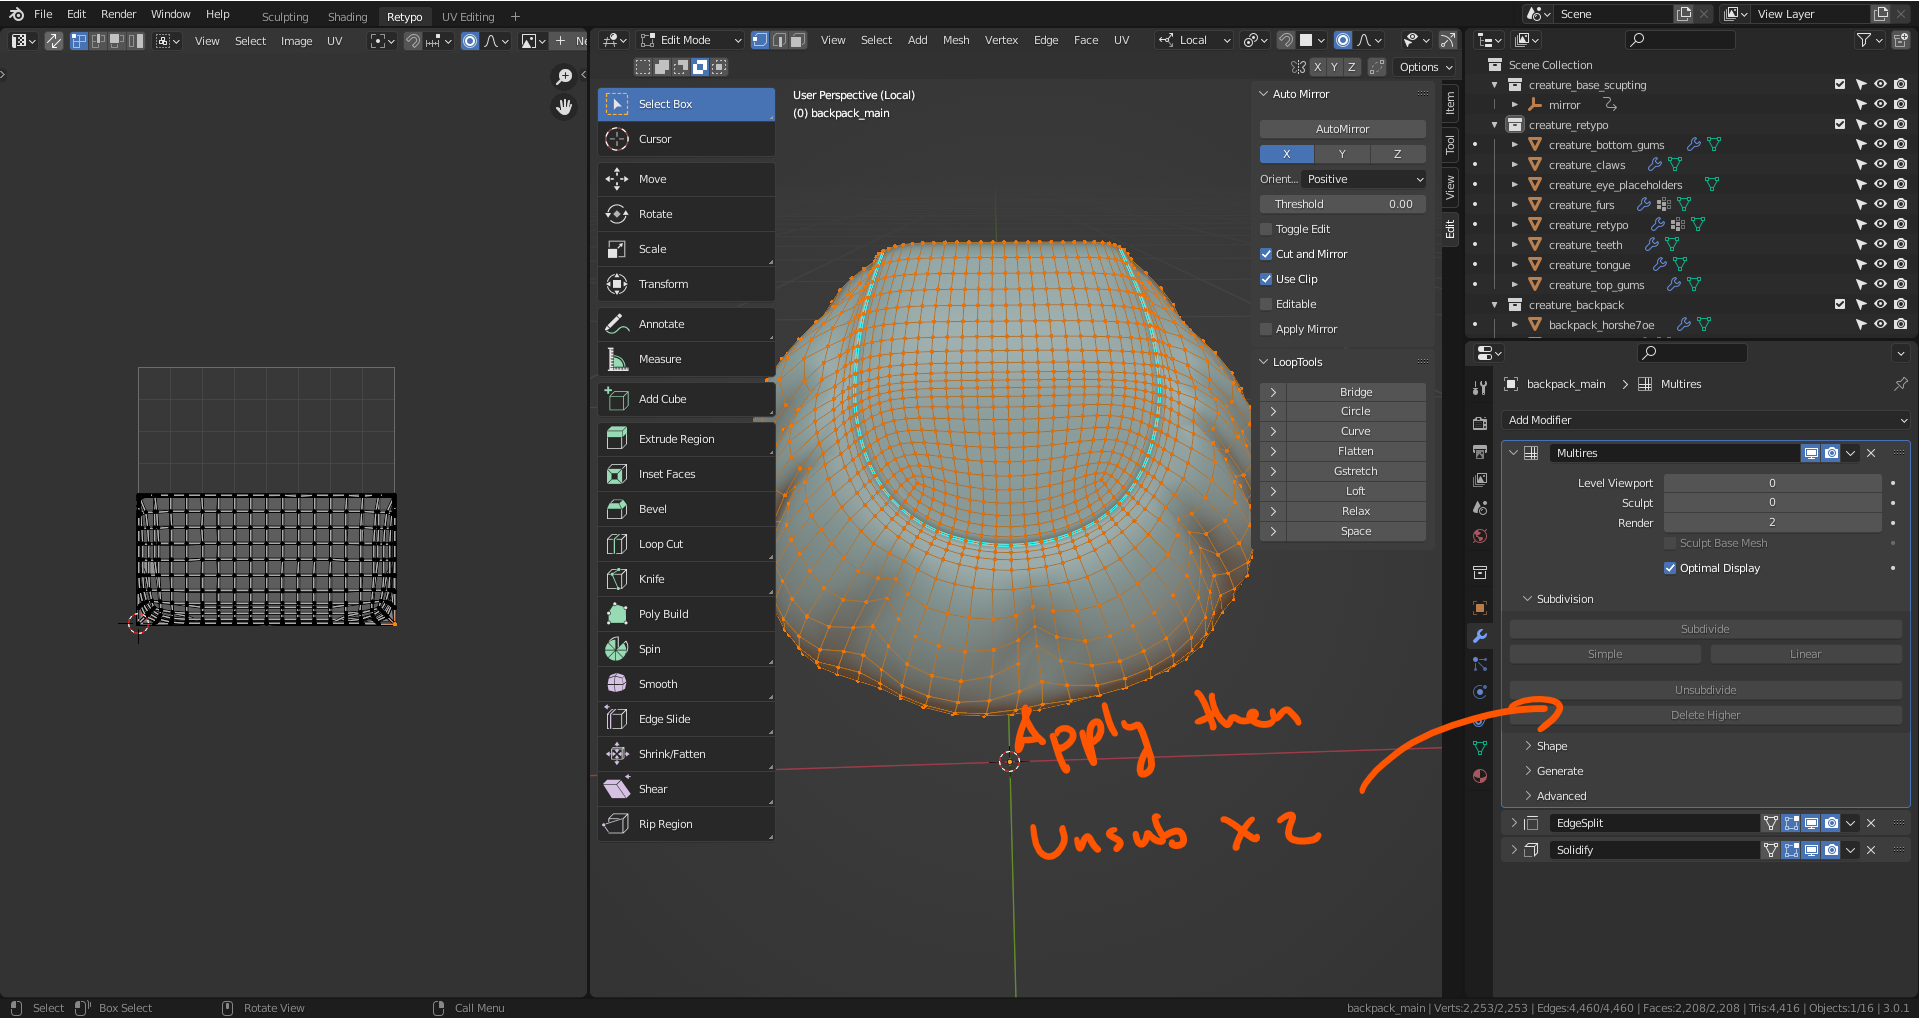 File Edit Render Window Help Sculpting Shading Retypo UV Editing + Scene View Layer
View Select Image UV + Ne Edit Mode View Select Add Mesh Vertex Edge Face UV Local
X Y Z Options
User Perspective (Local)
(0) backpack_main
Select Box
Cursor
Move
Rotate
Scale
Transform
Annotate
Measure
Add Cube
Extrude Region
Inset Faces
Bevel
Loop Cut
Knife
Poly Build
Spin
Smooth
Edge Slide
Shrink/Fatten
Shear
Rip Region
Auto Mirror
AutoMirror
X Y Z
Orient... Positive
Threshold 0.00
Toggle Edit
Cut and Mirror
Use Clip
Editable
Apply Mirror
LoopTools
Bridge
Circle
Curve
Flatten
Gstretch
Loft
Relax
Space
Item
Tool
View
Edit
Apply then
Unsub x 2
Scene Collection
creature_base_scupting
mirror
creature_retypo
creature_bottom_gums
creature_claws
creature_eye_placeholders
creature_furs
creature_retypo
creature_teeth
creature_tongue
creature_top_gums
creature_backpack
backpack_horshe7oe
backpack_main Multires
Add Modifier
Multires
Level Viewport 0
Sculpt 0
Render 2
Sculpt Base Mesh
Optimal Display
Subdivision
Subdivide
Simple Linear
Unsubdivide
Delete Higher
Shape
Generate
Advanced
EdgeSplit
Solidify
Select Box Select Rotate View Call Menu backpack_main | Verts:2,253/2,253 | Edges:4,460/4,460 | Faces:2,208/2,208 | Tris:4,416 | Objects:1/16 | 3.0.1